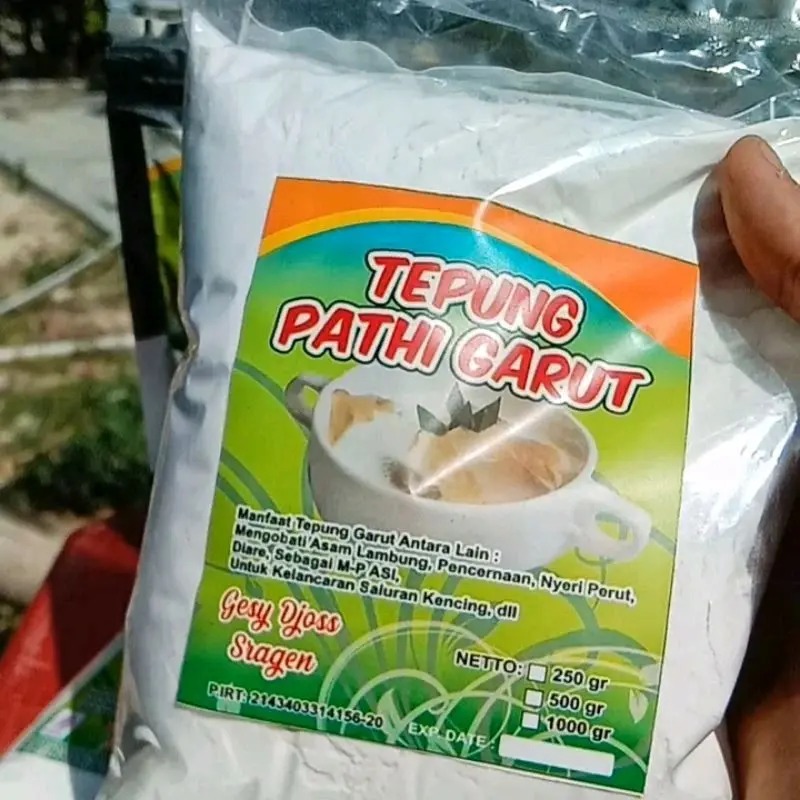 TEPUNG
PATHI GARUT
Manfaat Tepung Garut Antara Lain :
Mengobati Asam Lambung, Pencernaan, Nyeri Perut,
Diare, Sebagai M-P ASI,
Untuk Kelancaran Saluran Kencing, dll
Gesy Djoss
Sragen
NETTO: 250 gr
500 gr
1000 gr
P.IRT: 2143403314156-20
EXP. DATE :